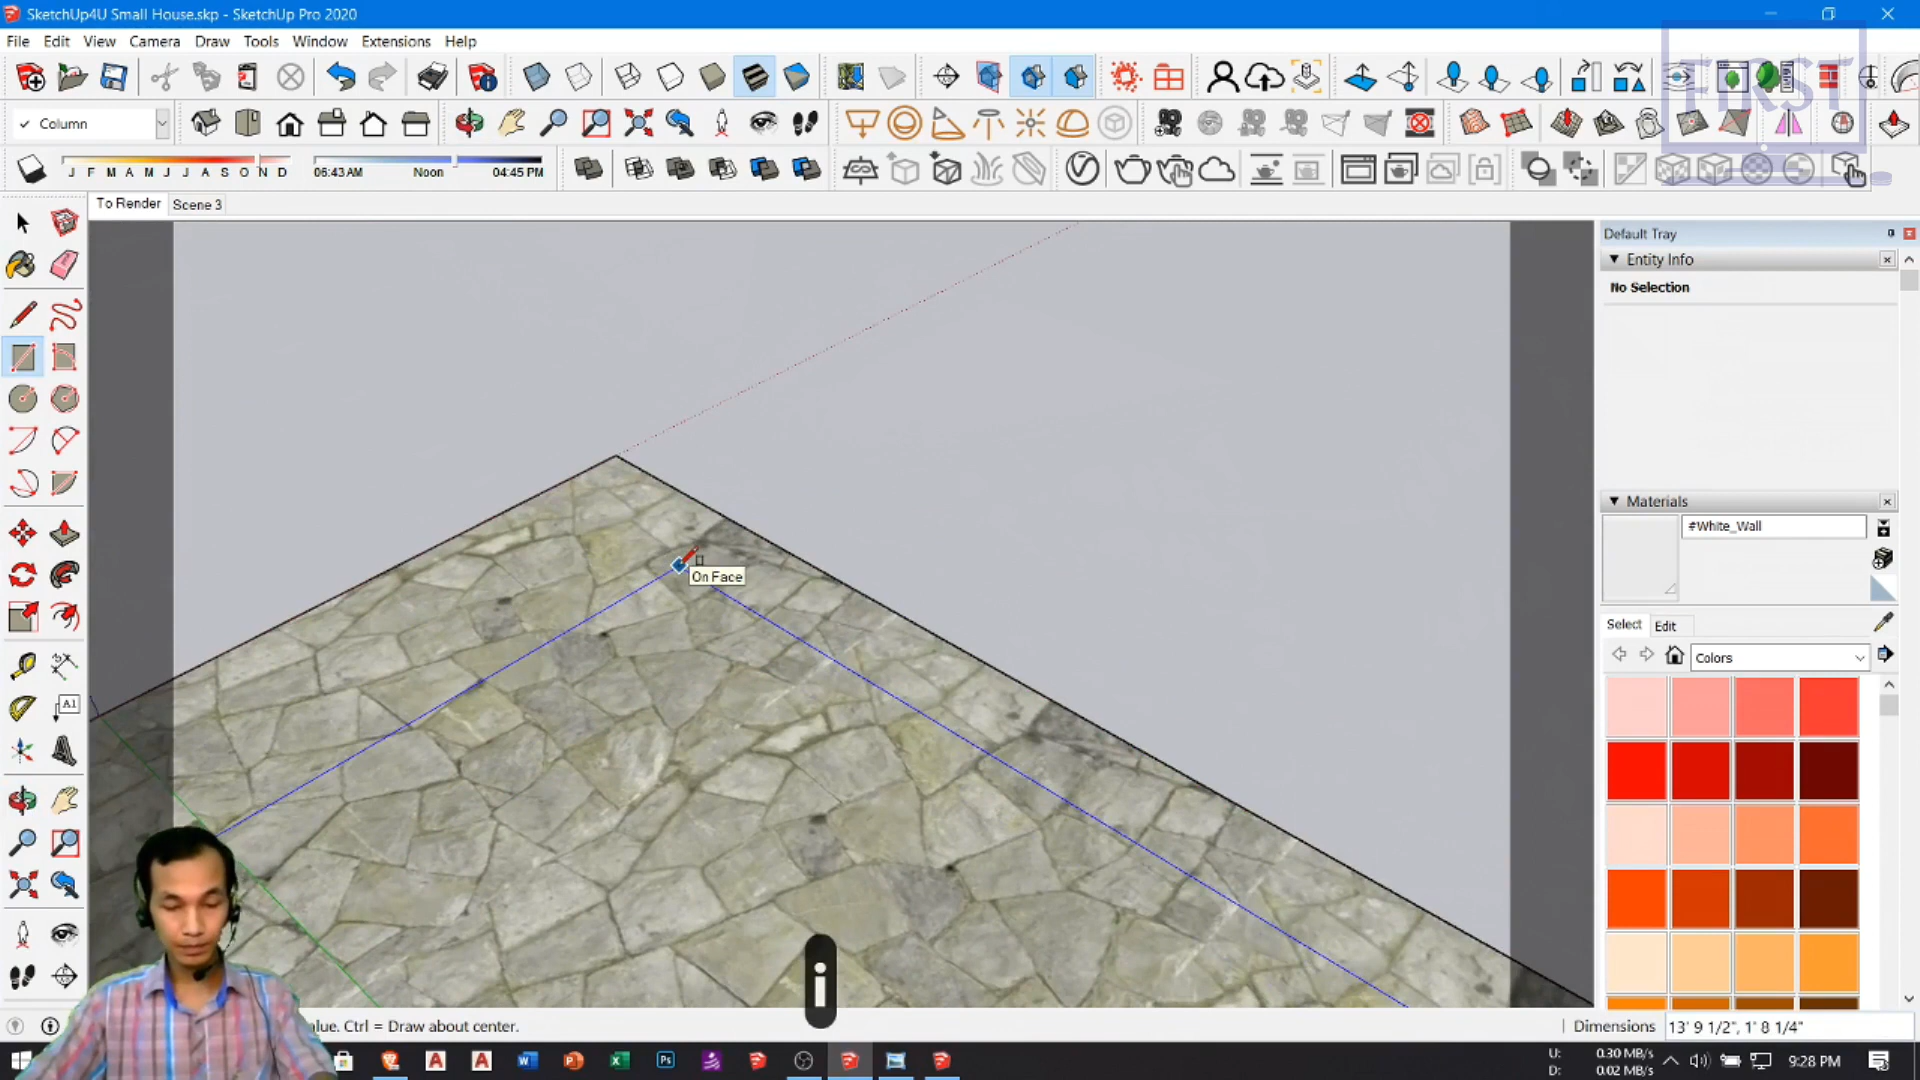 SketchUp4U Small House.skp - SketchUp Pro 2020
File Edit View Camera Draw Tools Window Extensions Help
FIRST
Column
J F M A M J J A S O N D
06:43 AM Noon 04:45 PM
To Render Scene 3
Default Tray
Entity Info
No Selection
Materials
#White_Wall
Select Edit
Colors
On Face
A1
i
alue. Ctrl = Draw about center.
Dimensions 13' 9 1/2", 1' 8 1/4"
U: 0.30 MB/s
D: 0.02 MB/s
9:28 PM